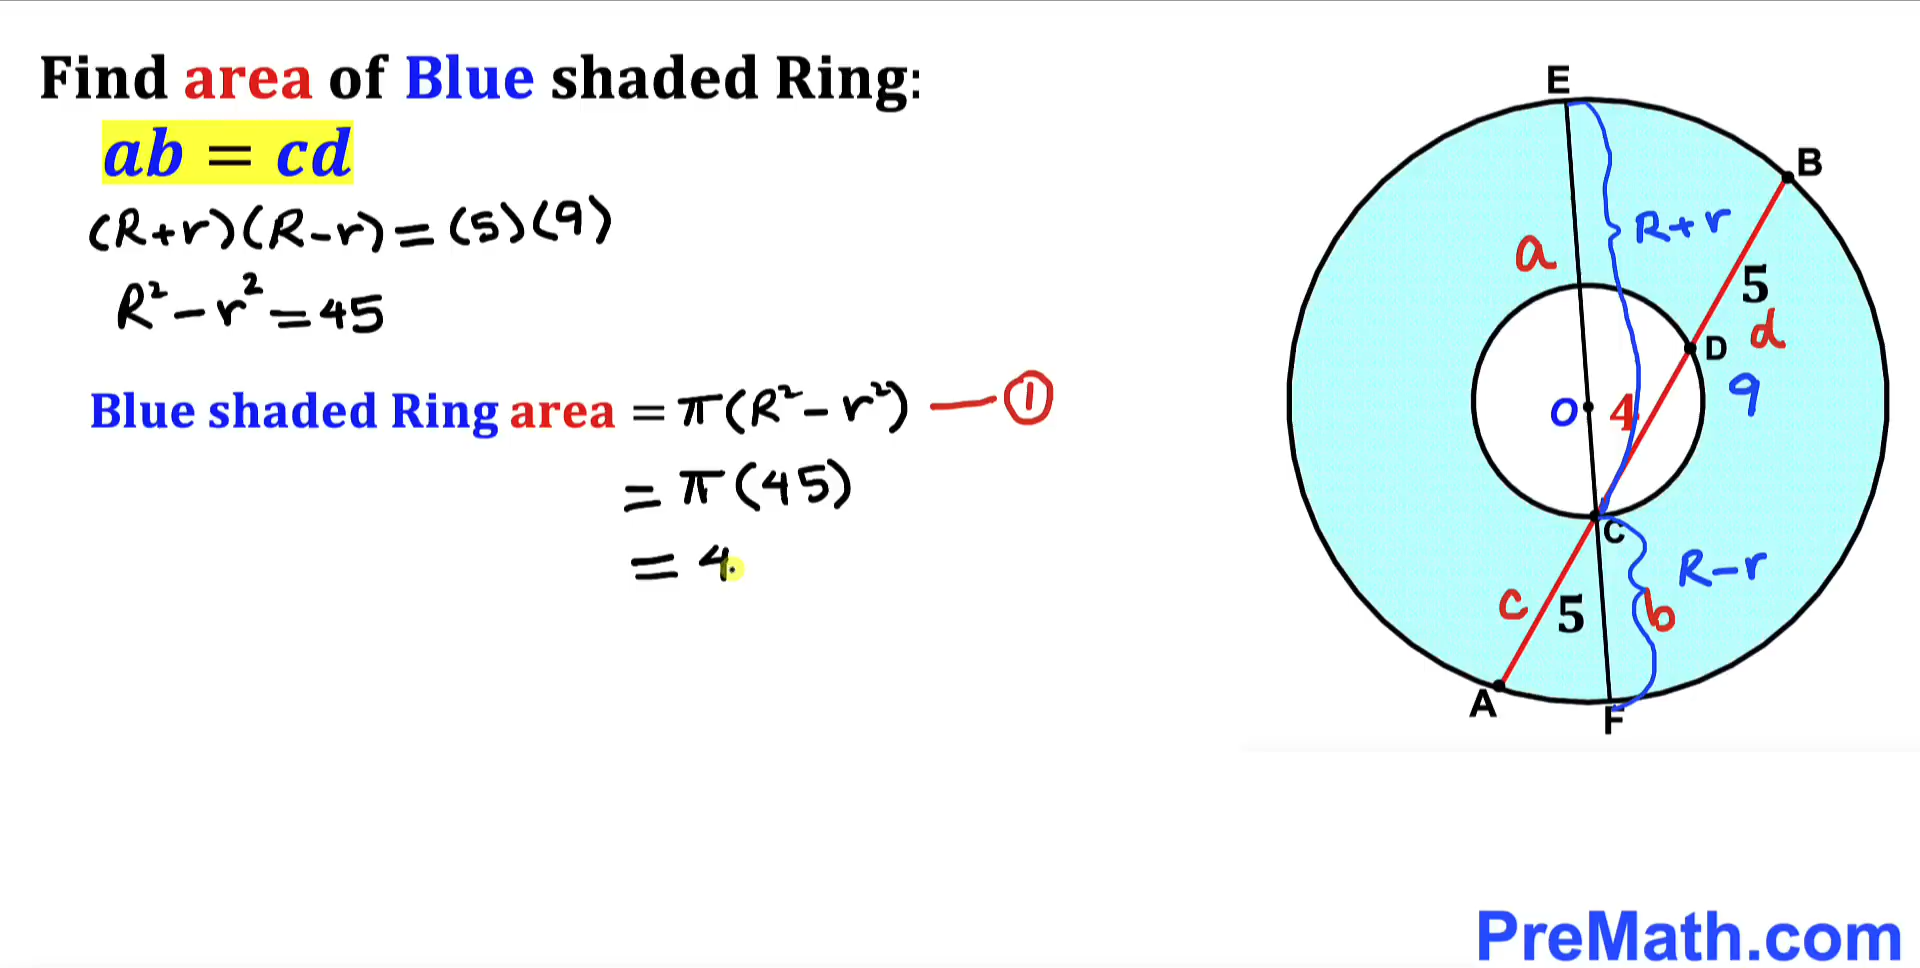 Find area of Blue shaded Ring:
ab = cd
(R+r)(R-r)=(5)(9)
R²-r²=45
Blue shaded Ring area = π(R²-r²) — ①
= π(45)
= 4
E
B
R+r
a
5
d
D
9
O
4
C
R-r
c
5
b
A
F
PreMath.com